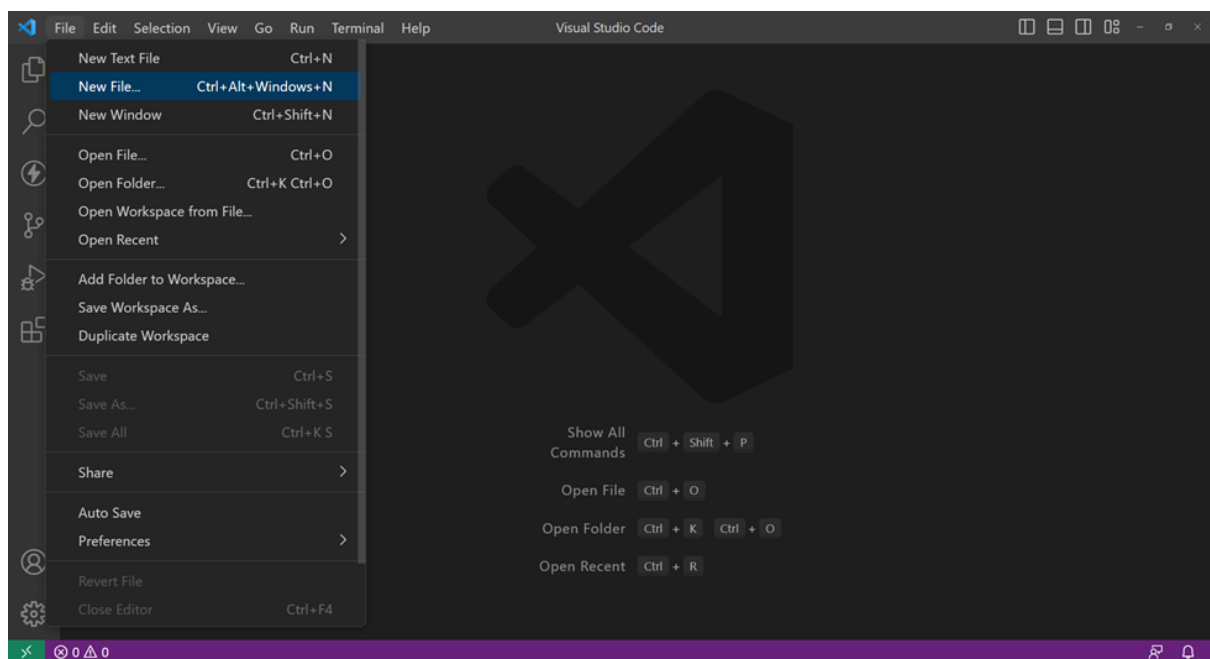 File Edit Selection View Go Run Terminal Help Visual Studio Code
New Text File Ctrl+N
New File... Ctrl+Alt+Windows+N
New Window Ctrl+Shift+N
Open File... Ctrl+O
Open Folder... Ctrl+K Ctrl+O
Open Workspace from File...
Open Recent
Add Folder to Workspace...
Save Workspace As...
Duplicate Workspace
Save Ctrl+S
Save As... Ctrl+Shift+S
Save All Ctrl+K S
Share
Auto Save
Preferences
Revert File
Close Editor Ctrl+F4
Show All
Commands Ctrl + Shift + P
Open File Ctrl + O
Open Folder Ctrl + K Ctrl + O
Open Recent Ctrl + R
0 0